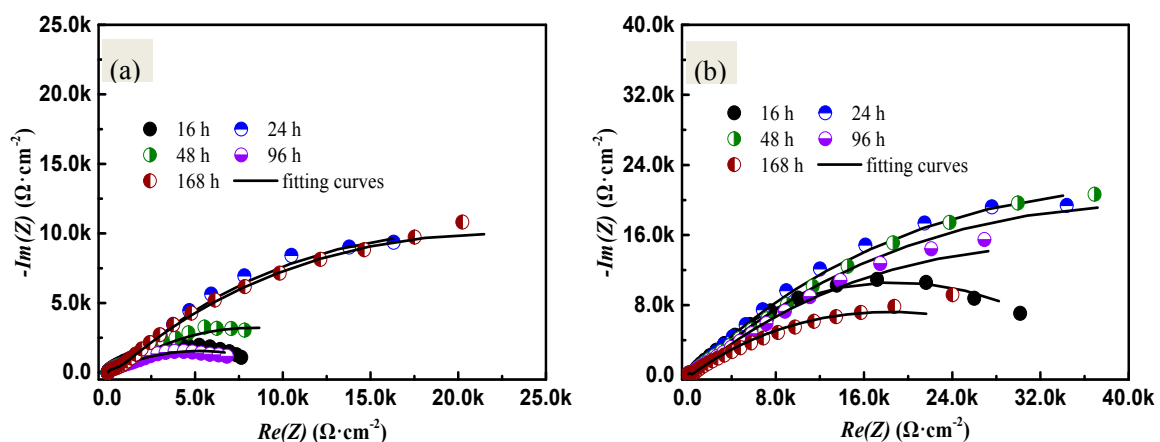 (a)
25.0k
20.0k
15.0k
10.0k
5.0k
0.0
-Im(Z) (Ω·cm⁻²)
16 h
24 h
48 h
96 h
168 h
fitting curves
0.0 5.0k 10.0k 15.0k 20.0k 25.0k
Re(Z) (Ω·cm⁻²)
(b)
40.0k
32.0k
24.0k
16.0k
8.0k
0.0
-Im(Z) (Ω·cm⁻²)
16 h
24 h
48 h
96 h
168 h
fitting curves
0.0 8.0k 16.0k 24.0k 32.0k 40.0k
Re(Z) (Ω·cm⁻²)